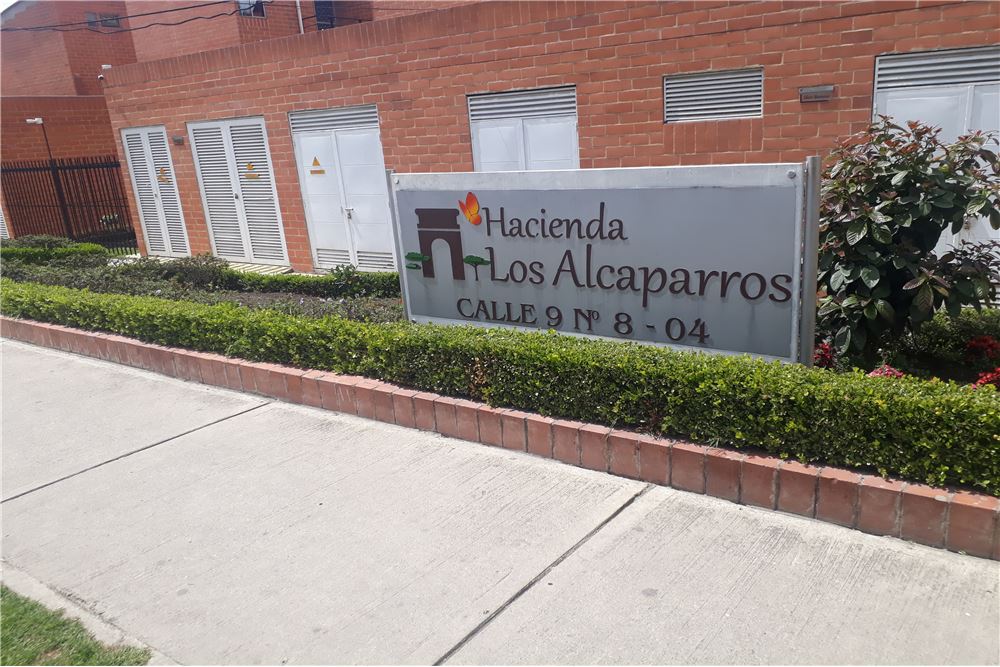 Hacienda
Los Alcaparros
CALLE 9 Nº 8 - 04